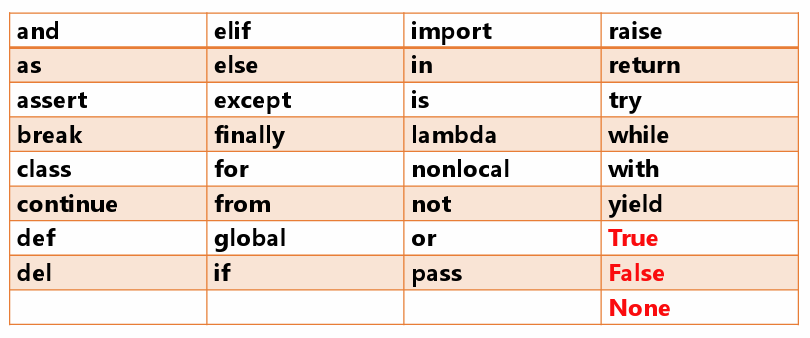 and elif import raise
as else in return
assert except is try
break finally lambda while
class for nonlocal with
continue from not yield
def global or True
del if pass False
None